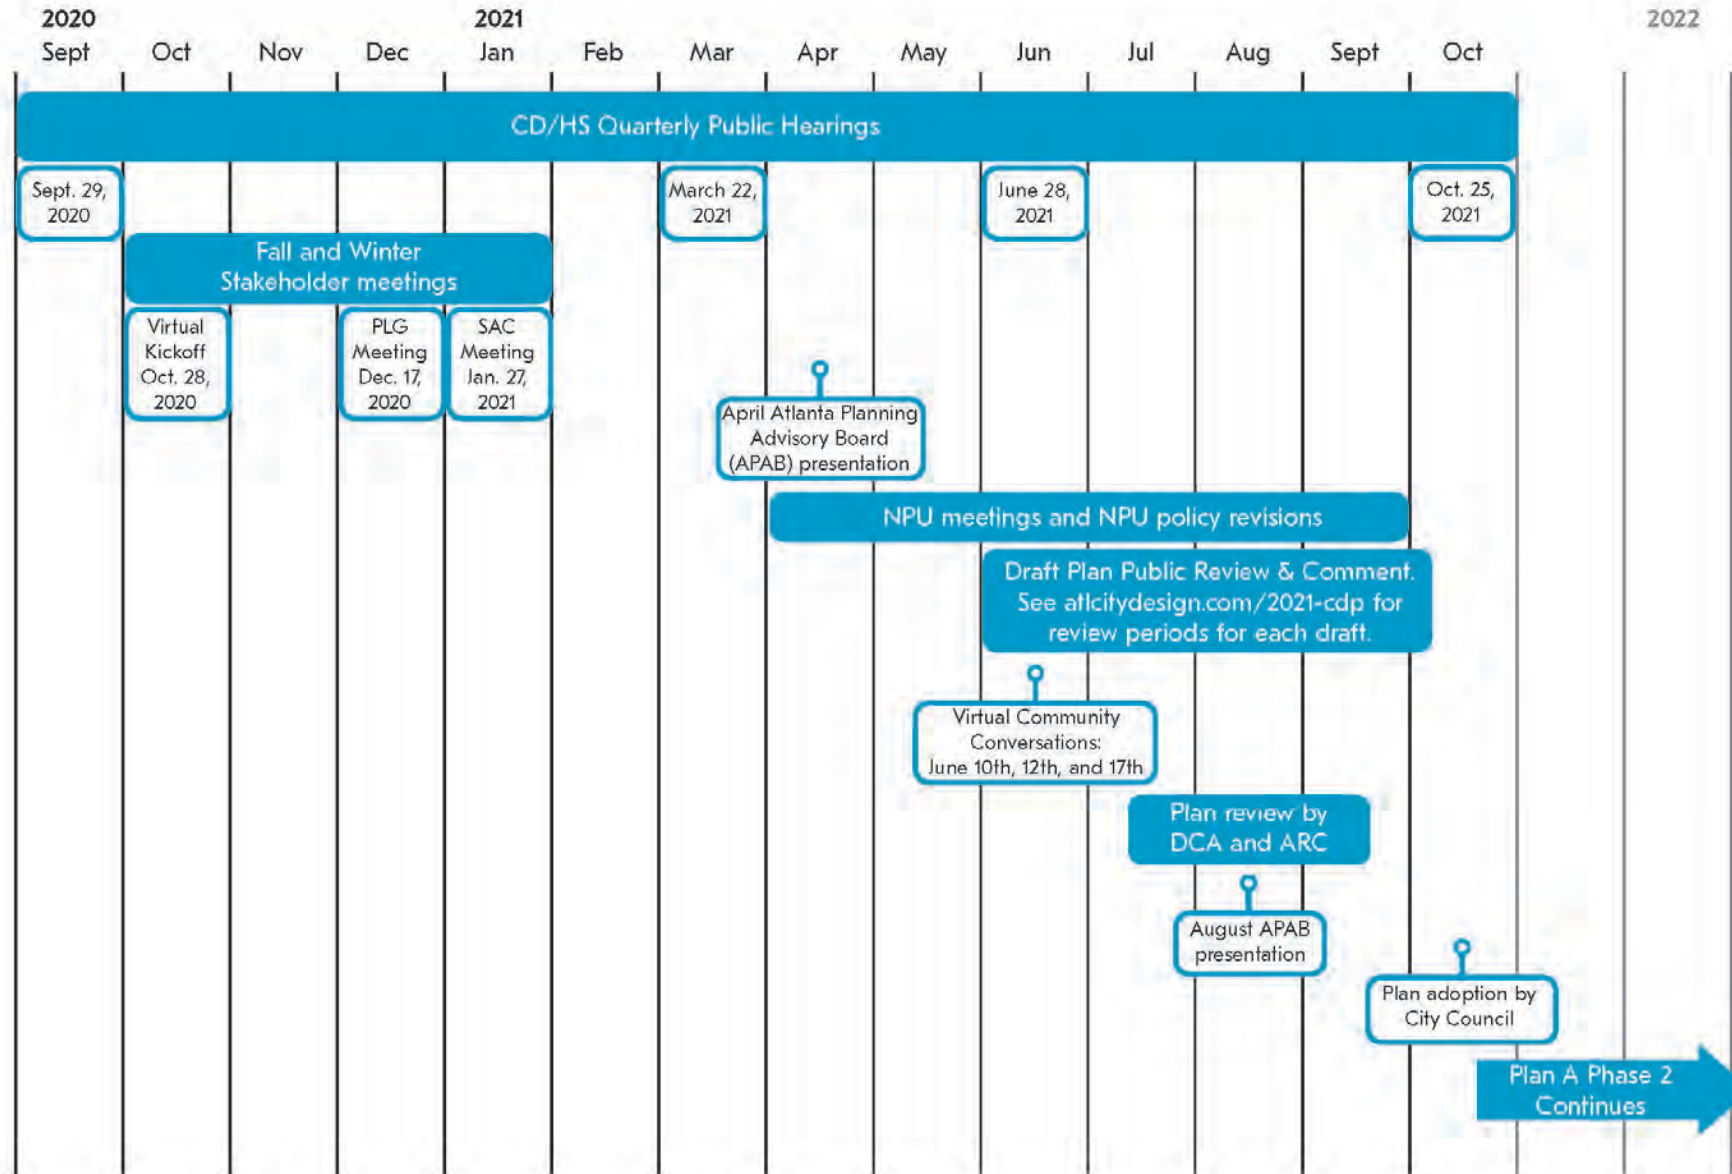 2020
2021
2022
Sept
Oct
Nov
Dec
Jan
Feb
Mar
Apr
May
Jun
Jul
Aug
Sept
Oct
CD/HS Quarterly Public Hearings
Sept. 29,
2020
March 22,
2021
June 28,
2021
Oct. 25,
2021
Fall and Winter
Stakeholder meetings
Virtual
Kickoff
Oct. 28,
2020
PLG
Meeting
Dec. 17,
2020
SAC
Meeting
Jan. 27,
2021
April Atlanta Planning
Advisory Board
(APAB) presentation
NPU meetings and NPU policy revisions
Draft Plan Public Review & Comment.
See atlcitydesign.com/2021-cdp for
review periods for each draft.
Virtual Community
Conversations:
June 10th, 12th, and 17th
Plan review by
DCA and ARC
August APAB
presentation
Plan adoption by
City Council
Plan A Phase 2
Continues